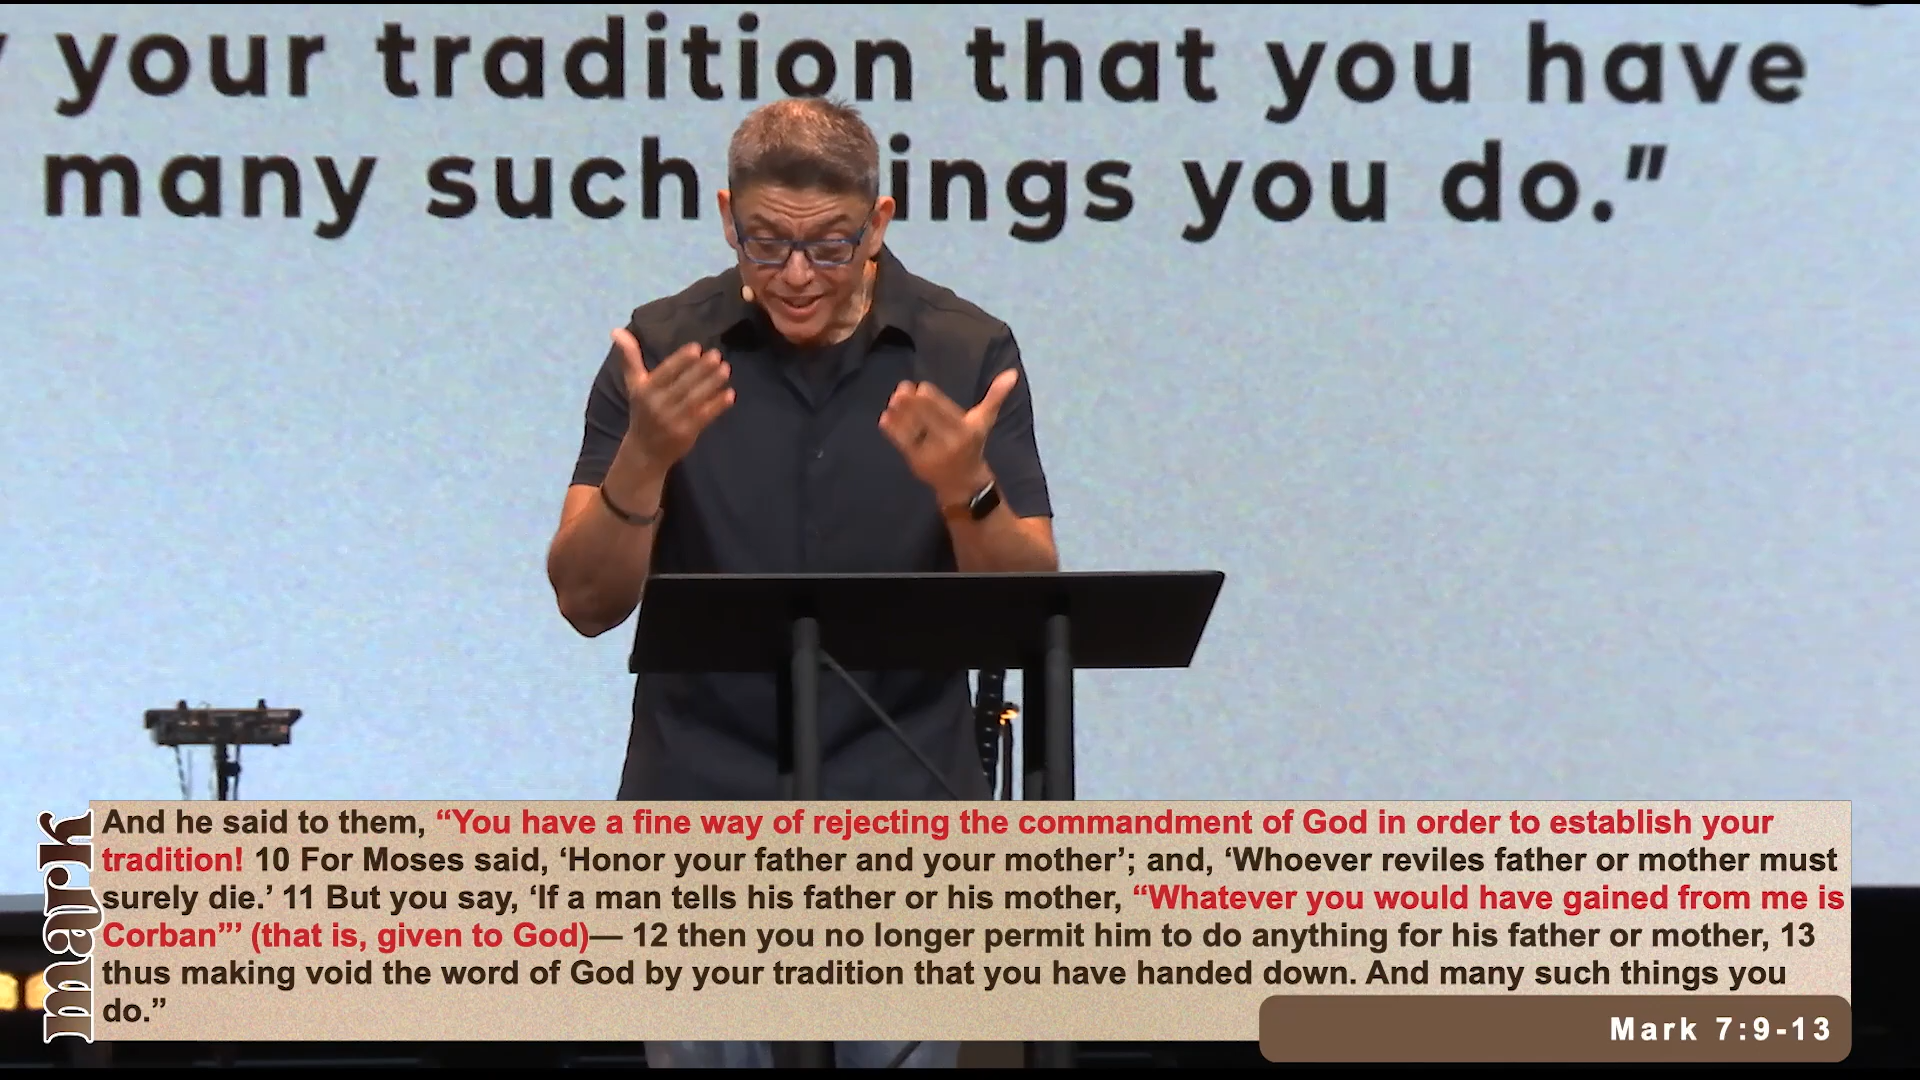 your tradition that you have
many such ings you do."
And he said to them, “You have a fine way of rejecting the commandment of God in order to establish your
tradition! 10 For Moses said, ‘Honor your father and your mother’; and, ‘Whoever reviles father or mother must
surely die.’ 11 But you say, ‘If a man tells his father or his mother, “Whatever you would have gained from me is
Corban”’ (that is, given to God)— 12 then you no longer permit him to do anything for his father or mother, 13
thus making void the word of God by your tradition that you have handed down. And many such things you
do.”
mark
Mark 7:9-13